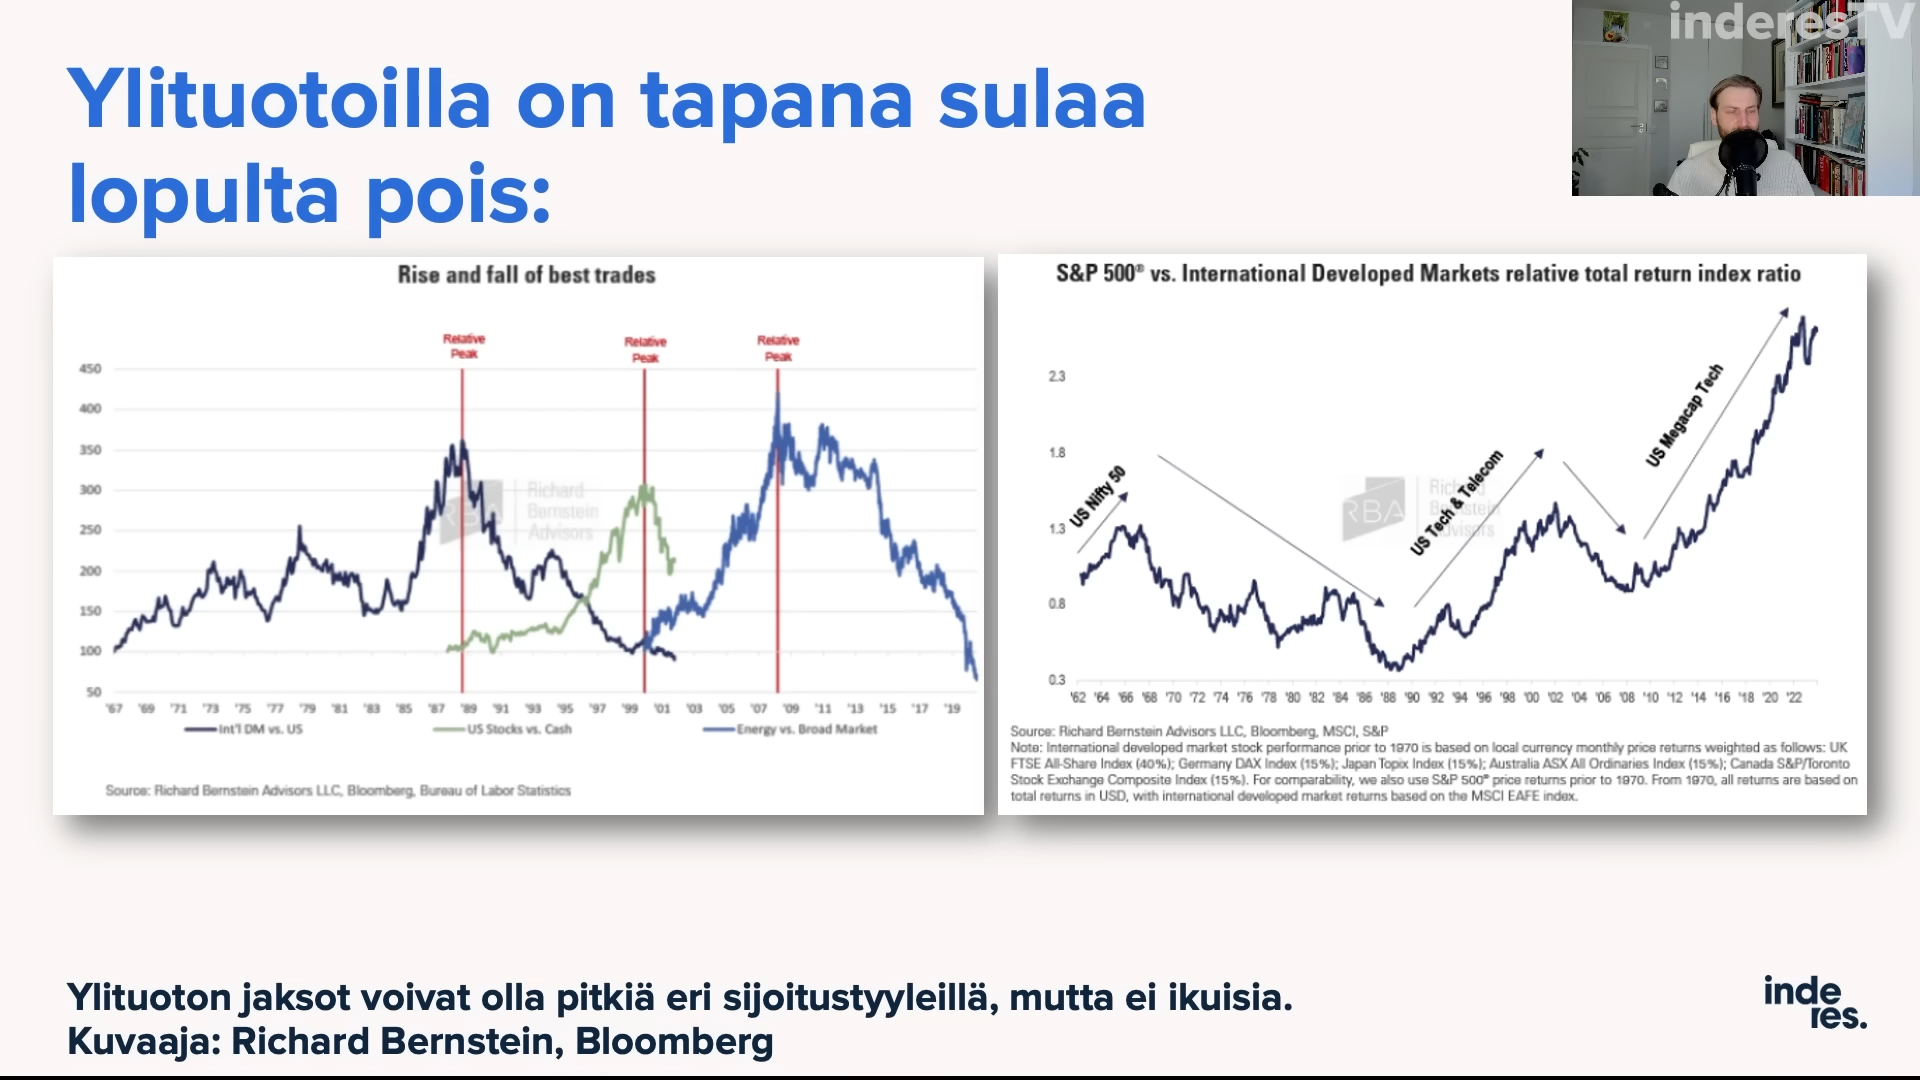 inderesTV
Ylituotoilla on tapana sulaa
lopulta pois:
Rise and fall of best trades
Relative
Peak
Relative
Peak
Relative
Peak
450
400
350
300
250
200
150
100
50
'67 '69 '71 '73 '75 '77 '79 '81 '83 '85 '87 '89 '91 '93 '95 '97 '99 '01 '03 '05 '07 '09 '11 '13 '15 '17 '19
RBA
Richard
Bernstein
Advisors
Int'l DM vs. US US Stocks vs. Cash Energy vs. Broad Market
Source: Richard Bernstein Advisors LLC, Bloomberg, Bureau of Labor Statistics
S&P 500® vs. International Developed Markets relative total return index ratio
2.3
1.8
1.3
0.8
0.3
US Nifty 50
US Tech & Telecom
US Megacap Tech
RBA
Richard
Bernstein
Advisors
'62 '64 '66 '68 '70 '72 '74 '76 '78 '80 '82 '84 '86 '88 '90 '92 '94 '96 '98 '00 '02 '04 '06 '08 '10 '12 '14 '16 '18 '20 '22
Source: Richard Bernstein Advisors LLC, Bloomberg, MSCI, S&P
Note: International developed market stock performance prior to 1970 is based on local currency monthly price returns weighted as follows: UK
FTSE All-Share Index (40%); Germany DAX Index (15%); Japan Topix Index (15%); Australia ASX All Ordinaries Index (15%); Canada S&P/Toronto
Stock Exchange Composite Index (15%). For comparability, we also use S&P 500® price returns prior to 1970. From 1970, all returns are based on
total returns in USD, with international developed market returns based on the MSCI EAFE index.
Ylituoton jaksot voivat olla pitkiä eri sijoitustyyleillä, mutta ei ikuisia.
Kuvaaja: Richard Bernstein, Bloomberg
inde
res.